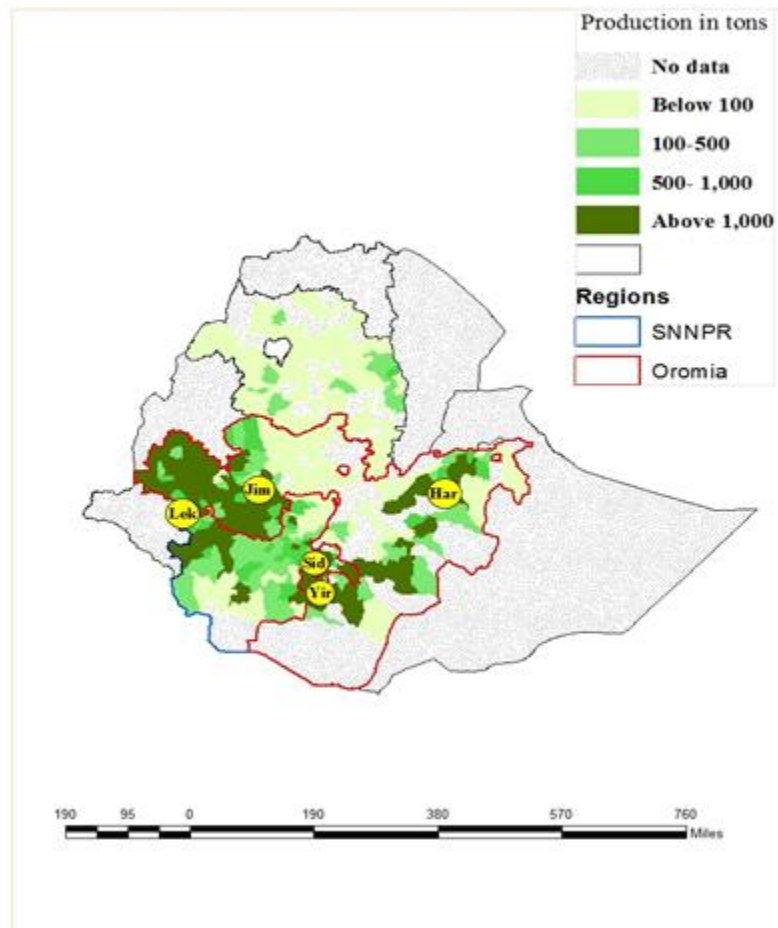 Production in tons
No data
Below 100
100-500
500- 1,000
Above 1,000
Regions
SNNPR
Oromia
Jim
Har
Lek
Sid
Yir
190 95 0 190 380 570 760
Miles